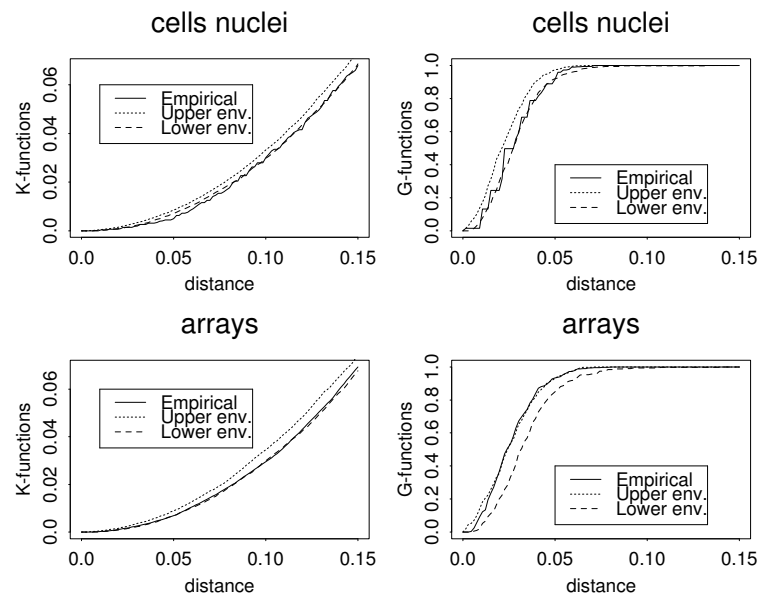 cells nuclei
K-functions
0.0 0.02 0.04 0.06
Empirical
Upper env.
Lower env.
0.0 0.05 0.10 0.15
distance
cells nuclei
G-functions
0.0 0.2 0.4 0.6 0.8 1.0
Empirical
Upper env.
Lower env.
0.0 0.05 0.10 0.15
distance
arrays
K-functions
0.0 0.02 0.04 0.06
Empirical
Upper env.
Lower env.
0.0 0.05 0.10 0.15
distance
arrays
G-functions
0.0 0.2 0.4 0.6 0.8 1.0
Empirical
Upper env.
Lower env.
0.0 0.05 0.10 0.15
distance